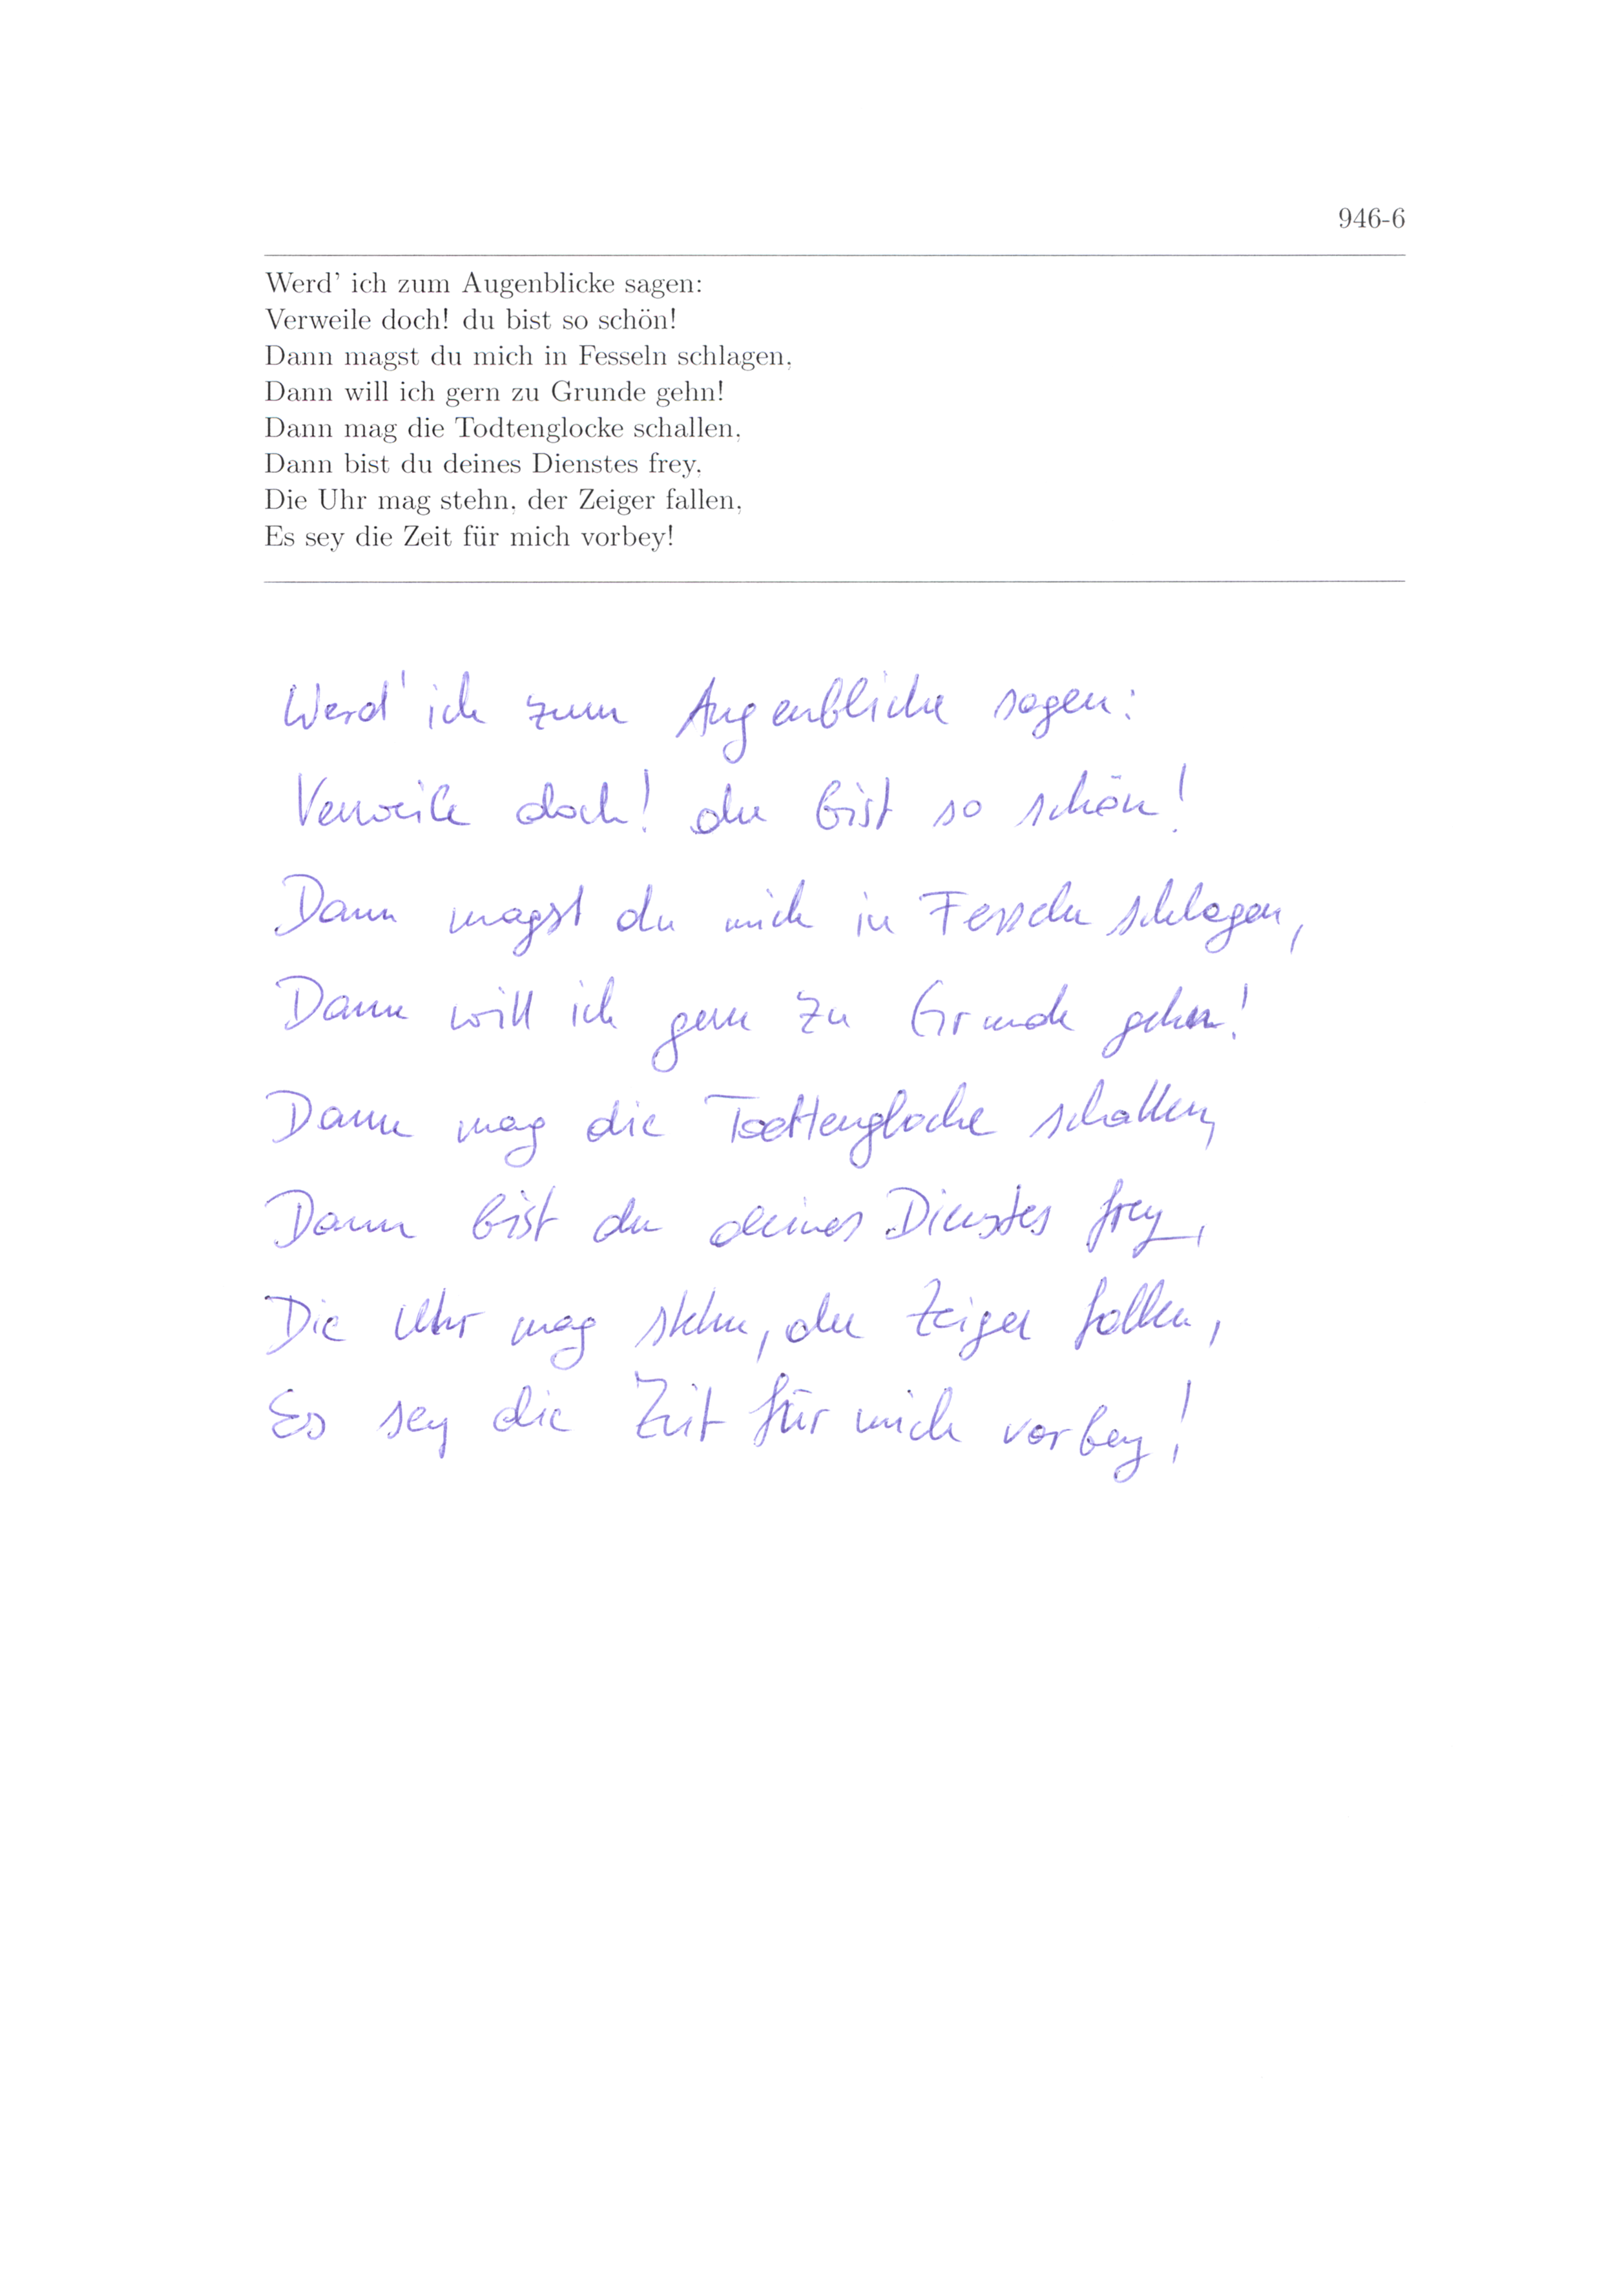 946-6
Werd' ich zum Augenblicke sagen:
Verweile doch! du bist so schön!
Dann magst du mich in Fesseln schlagen,
Dann will ich gern zu Grunde gehn!
Dann mag die Todtenglocke schallen,
Dann bist du deines Dienstes frey,
Die Uhr mag stehn, der Zeiger fallen,
Es sey die Zeit für mich vorbey!
Werd' ich zum Augenblicke sagen:
Verweile doch! du bist so schön!
Dann magst du mich in Fesseln schlagen,
Dann will ich gern zu Grunde gehn!
Dann mag die Todtenglocke schallen,
Dann bist du deines Dienstes frey,
Die Uhr mag stehn, der Zeiger fallen,
Es sey die Zeit für mich vorbey!